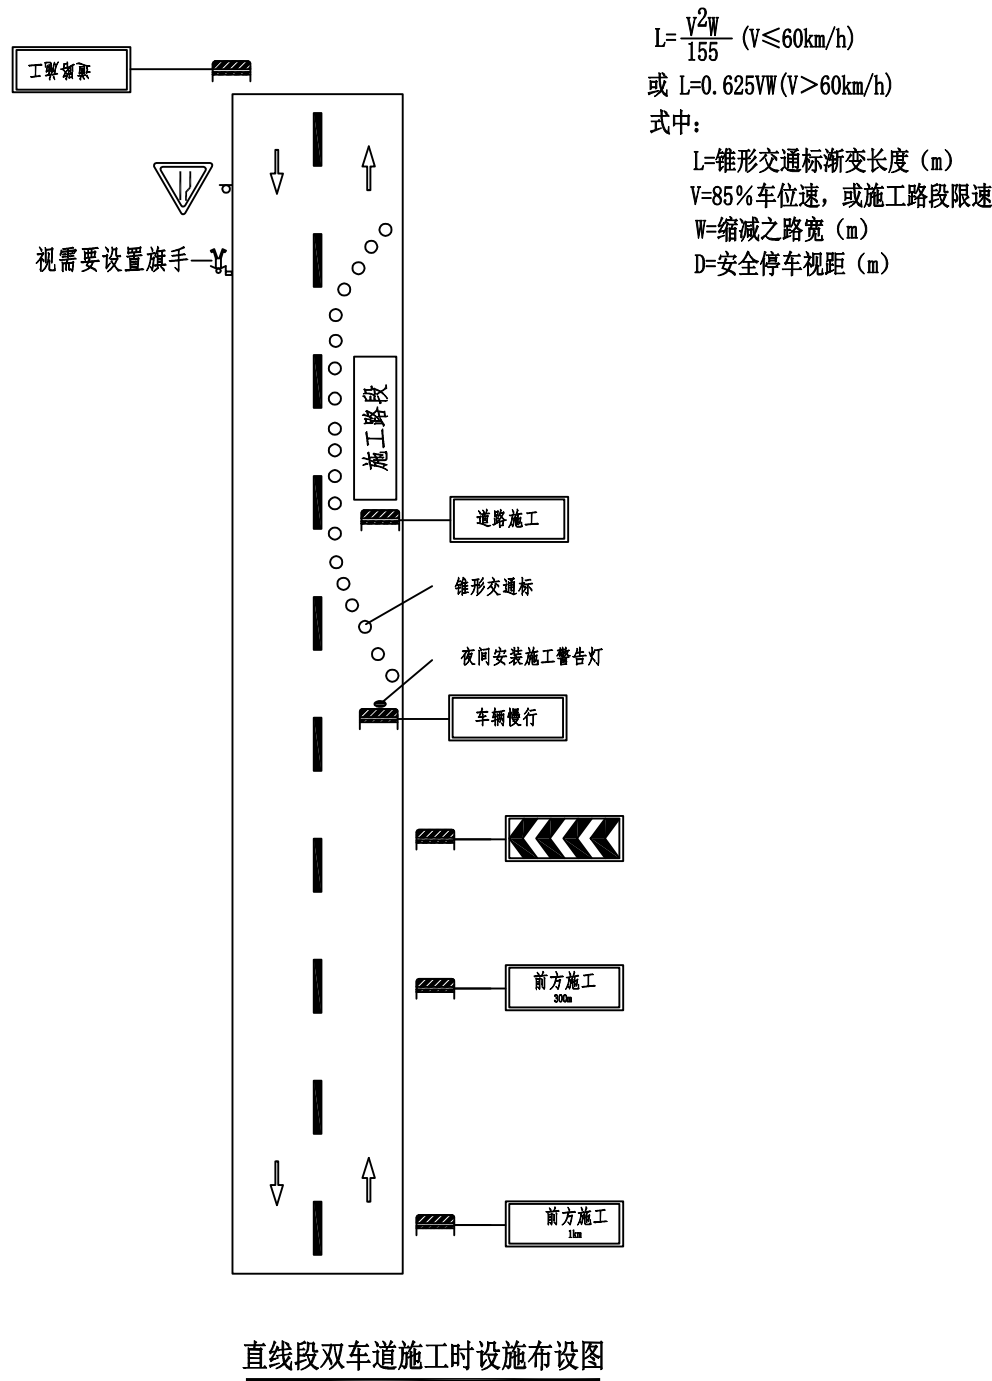 L=V²W/155 (V≤60km/h)
或 L=0.625VW(V>60km/h)
式中:
L=锥形交通标渐变长度（m）
V=85%车位速，或施工路段限速
W=缩减之路宽（m）
D=安全停车视距（m）
道路施工
视需要设置旗手
施工路段
道路施工
锥形交通标
夜间安装施工警告灯
车辆慢行
前方施工
300m
前方施工
1km
直线段双车道施工时设施布设图